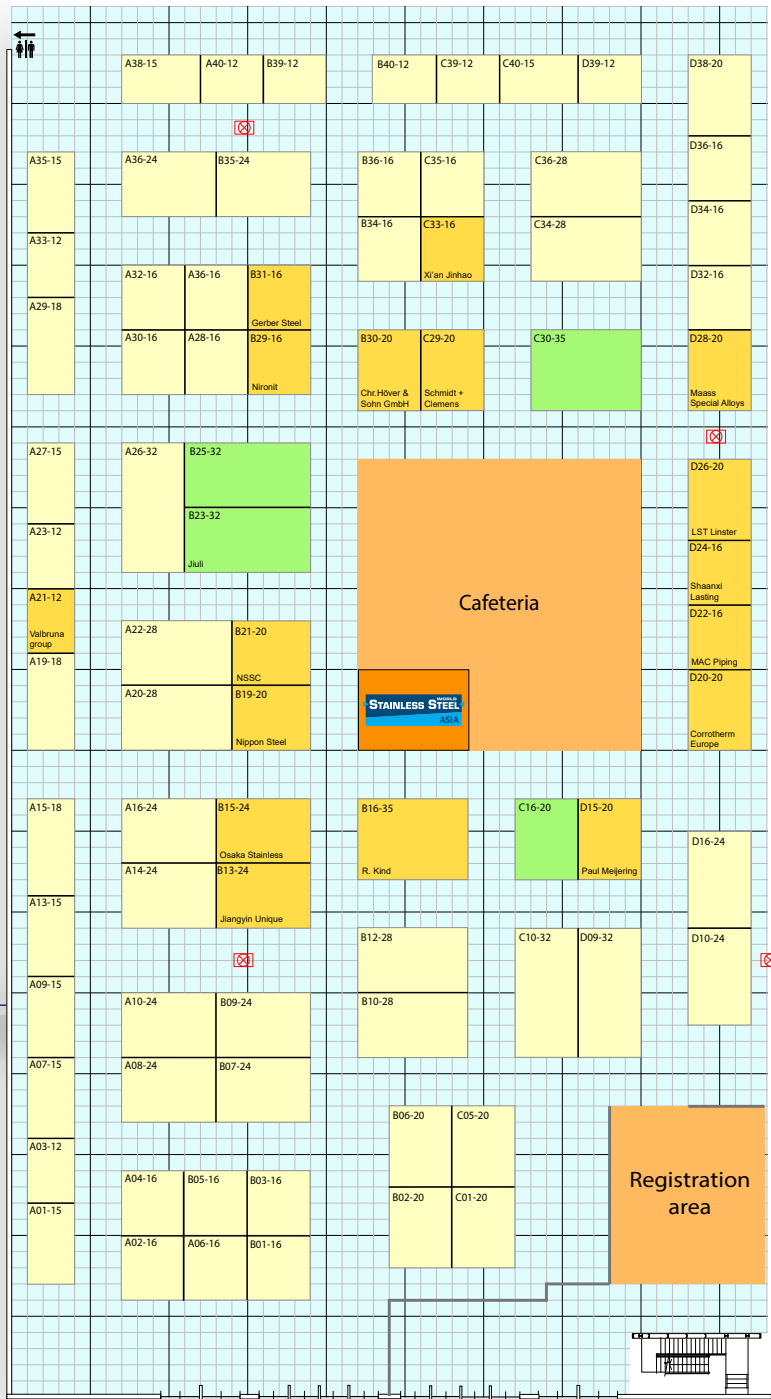 A38-15
A40-12
B39-12
B40-12
C39-12
C40-15
D39-12
D38-20
D36-16
D34-16
D32-16
D28-20
Maass
Special Alloys
A35-15
A33-12
A29-18
A36-24
B35-24
B36-16
C35-16
B34-16
C33-16
Xi'an Jinhao
C36-28
C34-28
A32-16
A36-16
B31-16
Gerber Steel
A30-16
A28-16
B29-16
Nironit
B30-20
Chr.Höver &
Sohn GmbH
C29-20
Schmidt +
Clemens
C30-35
A27-15
A23-12
A21-12
Valbruna
group
A19-18
A26-32
B25-32
B23-32
Jiuli
A22-28
B21-20
NSSC
A20-28
B19-20
Nippon Steel
Cafeteria
STAINLESS STEEL
WORLD
ASIA
D26-20
LST Linster
D24-16
Shaanxi
Lasting
D22-16
MAC Piping
D20-20
Corrotherm
Europe
A15-18
A13-15
A09-15
A07-15
A03-12
A01-15
A16-24
B15-24
Osaka Stainless
A14-24
B13-24
Jiangyin Unique
B16-35
R. Kind
C16-20
D15-20
Paul Meijering
D16-24
D10-24
B12-28
B10-28
C10-32
D09-32
A10-24
B09-24
A08-24
B07-24
B06-20
C05-20
B02-20
C01-20
A04-16
B05-16
B03-16
A02-16
A06-16
B01-16
Registration
area